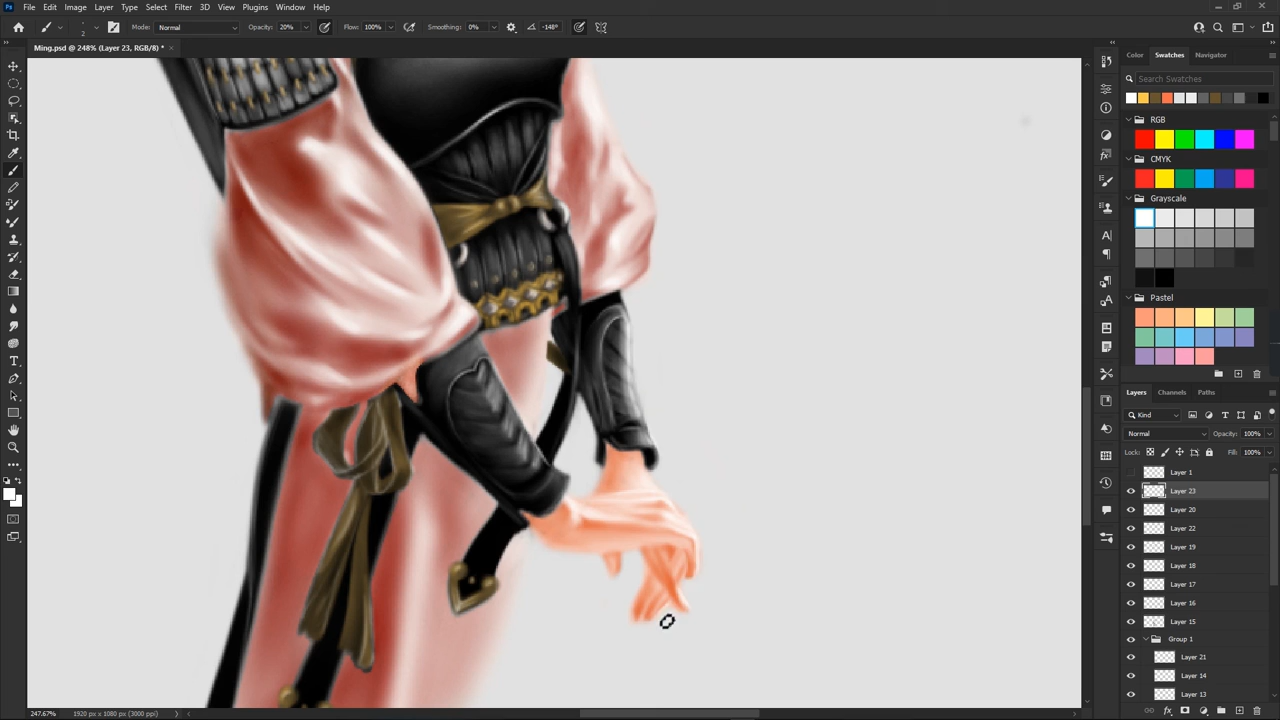 File Edit Image Layer Type Select Filter 3D View Plugins Window Help
2 Mode: Normal Opacity: 20% Flow: 100% Smoothing: 0% -148°
Ming.psd @ 248% (Layer 23, RGB/8) *
Color Swatches Navigator
Search Swatches
RGB
CMYK
Grayscale
Pastel
Layers Channels Paths
Kind
Normal Opacity: 100%
Lock: Fill: 100%
Layer 1
Layer 23
Layer 20
Layer 22
Layer 19
Layer 18
Layer 17
Layer 16
Layer 15
Group 1
Layer 21
Layer 14
Layer 13
247.67% 1920 px x 1080 px (3000 ppi)